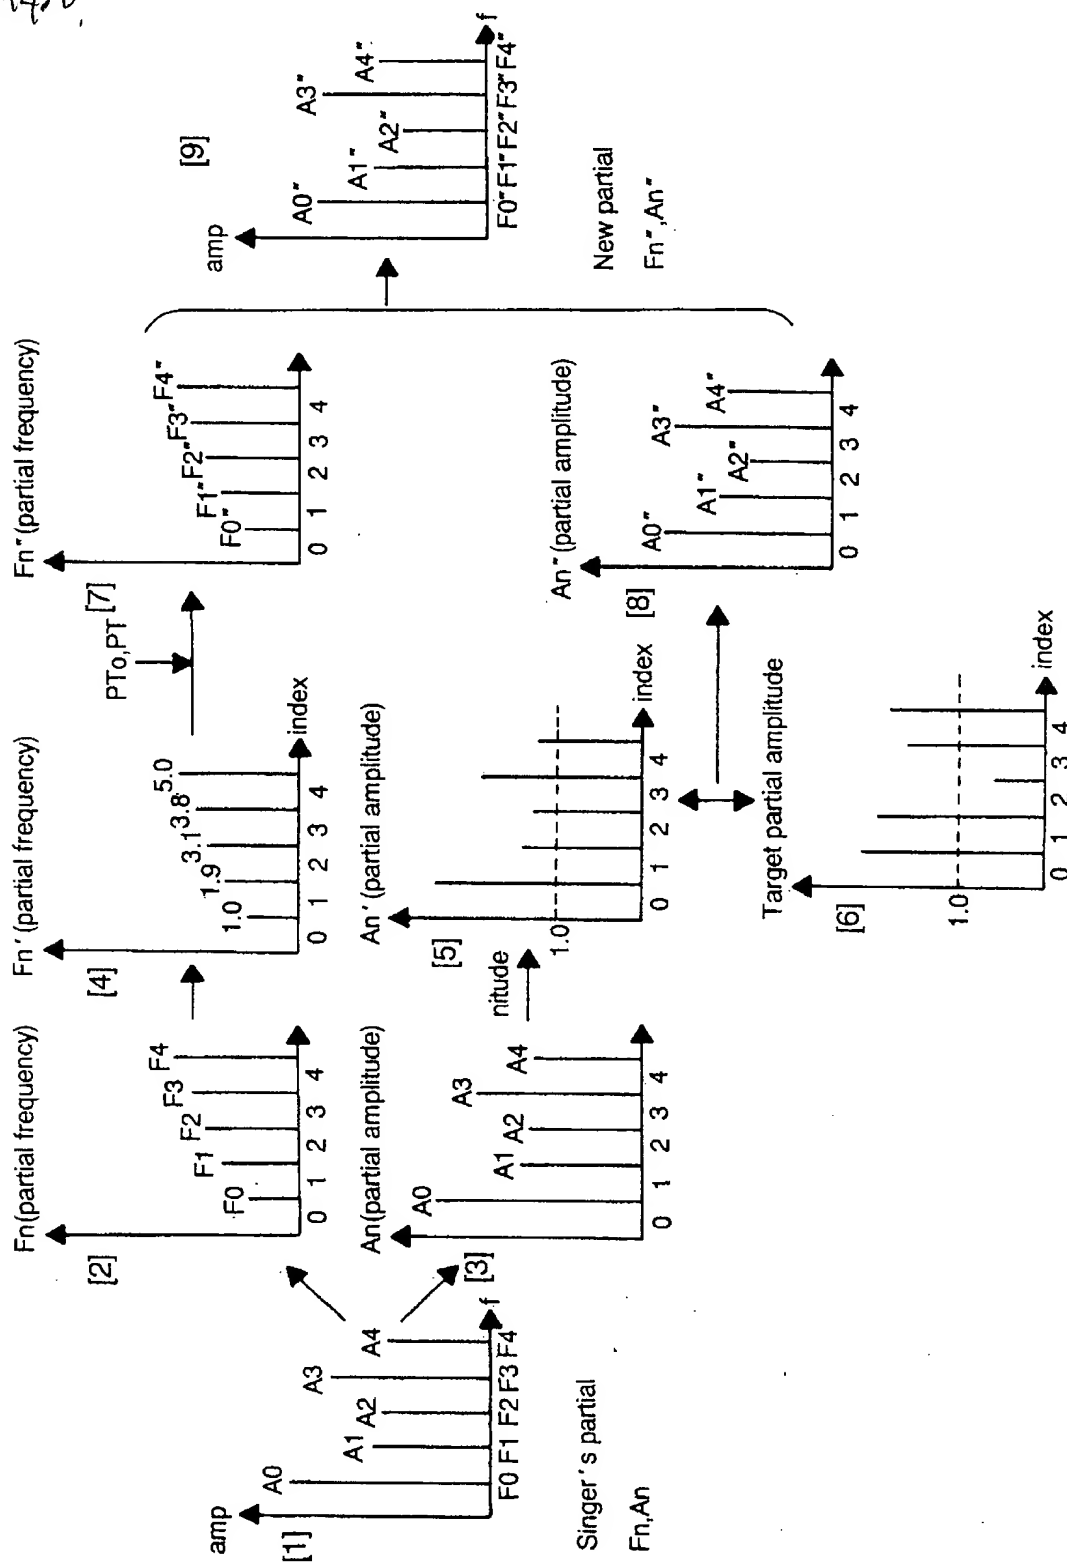 [1]
amp
A0
A1
A2
A3
A4
F0 F1 F2 F3 F4
f
Singer's partial
Fn,An
[2]
Fn(partial frequency)
F0
F1
F2
F3
F4
0 1 2 3 4
[3]
An(partial amplitude)
A0
A1
A2
A3
A4
0 1 2 3 4
[4]
Fn'(partial frequency)
1.0
1.9
3.1
3.8
5.0
0 1 2 3 4
index
nitude
[5]
An'(partial amplitude)
1.0
0 1 2 3 4
index
[6]
Target partial amplitude
1.0
0 1 2 3 4
index
PTo,PT
[7]
Fn"(partial frequency)
F0"
F1"
F2"
F3"
F4"
0 1 2 3 4
[8]
An"(partial amplitude)
A0"
A1"
A2"
A3"
A4"
0 1 2 3 4
[9]
amp
A0"
A1"
A2"
A3"
A4"
F0"F1"F2"F3"F4"
f
New partial
Fn",An"